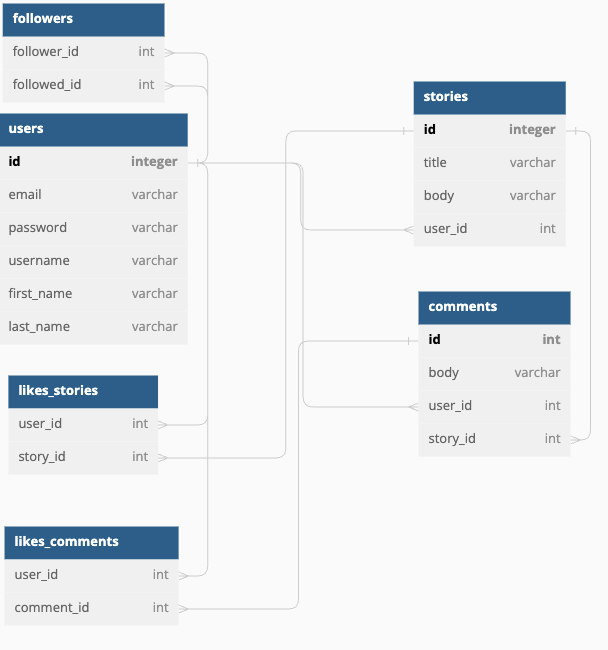 followers
follower_id int
followed_id int
users
id integer
email varchar
password varchar
username varchar
first_name varchar
last_name varchar
likes_stories
user_id int
story_id int
likes_comments
user_id int
comment_id int
stories
id integer
title varchar
body varchar
user_id int
comments
id int
body varchar
user_id int
story_id int